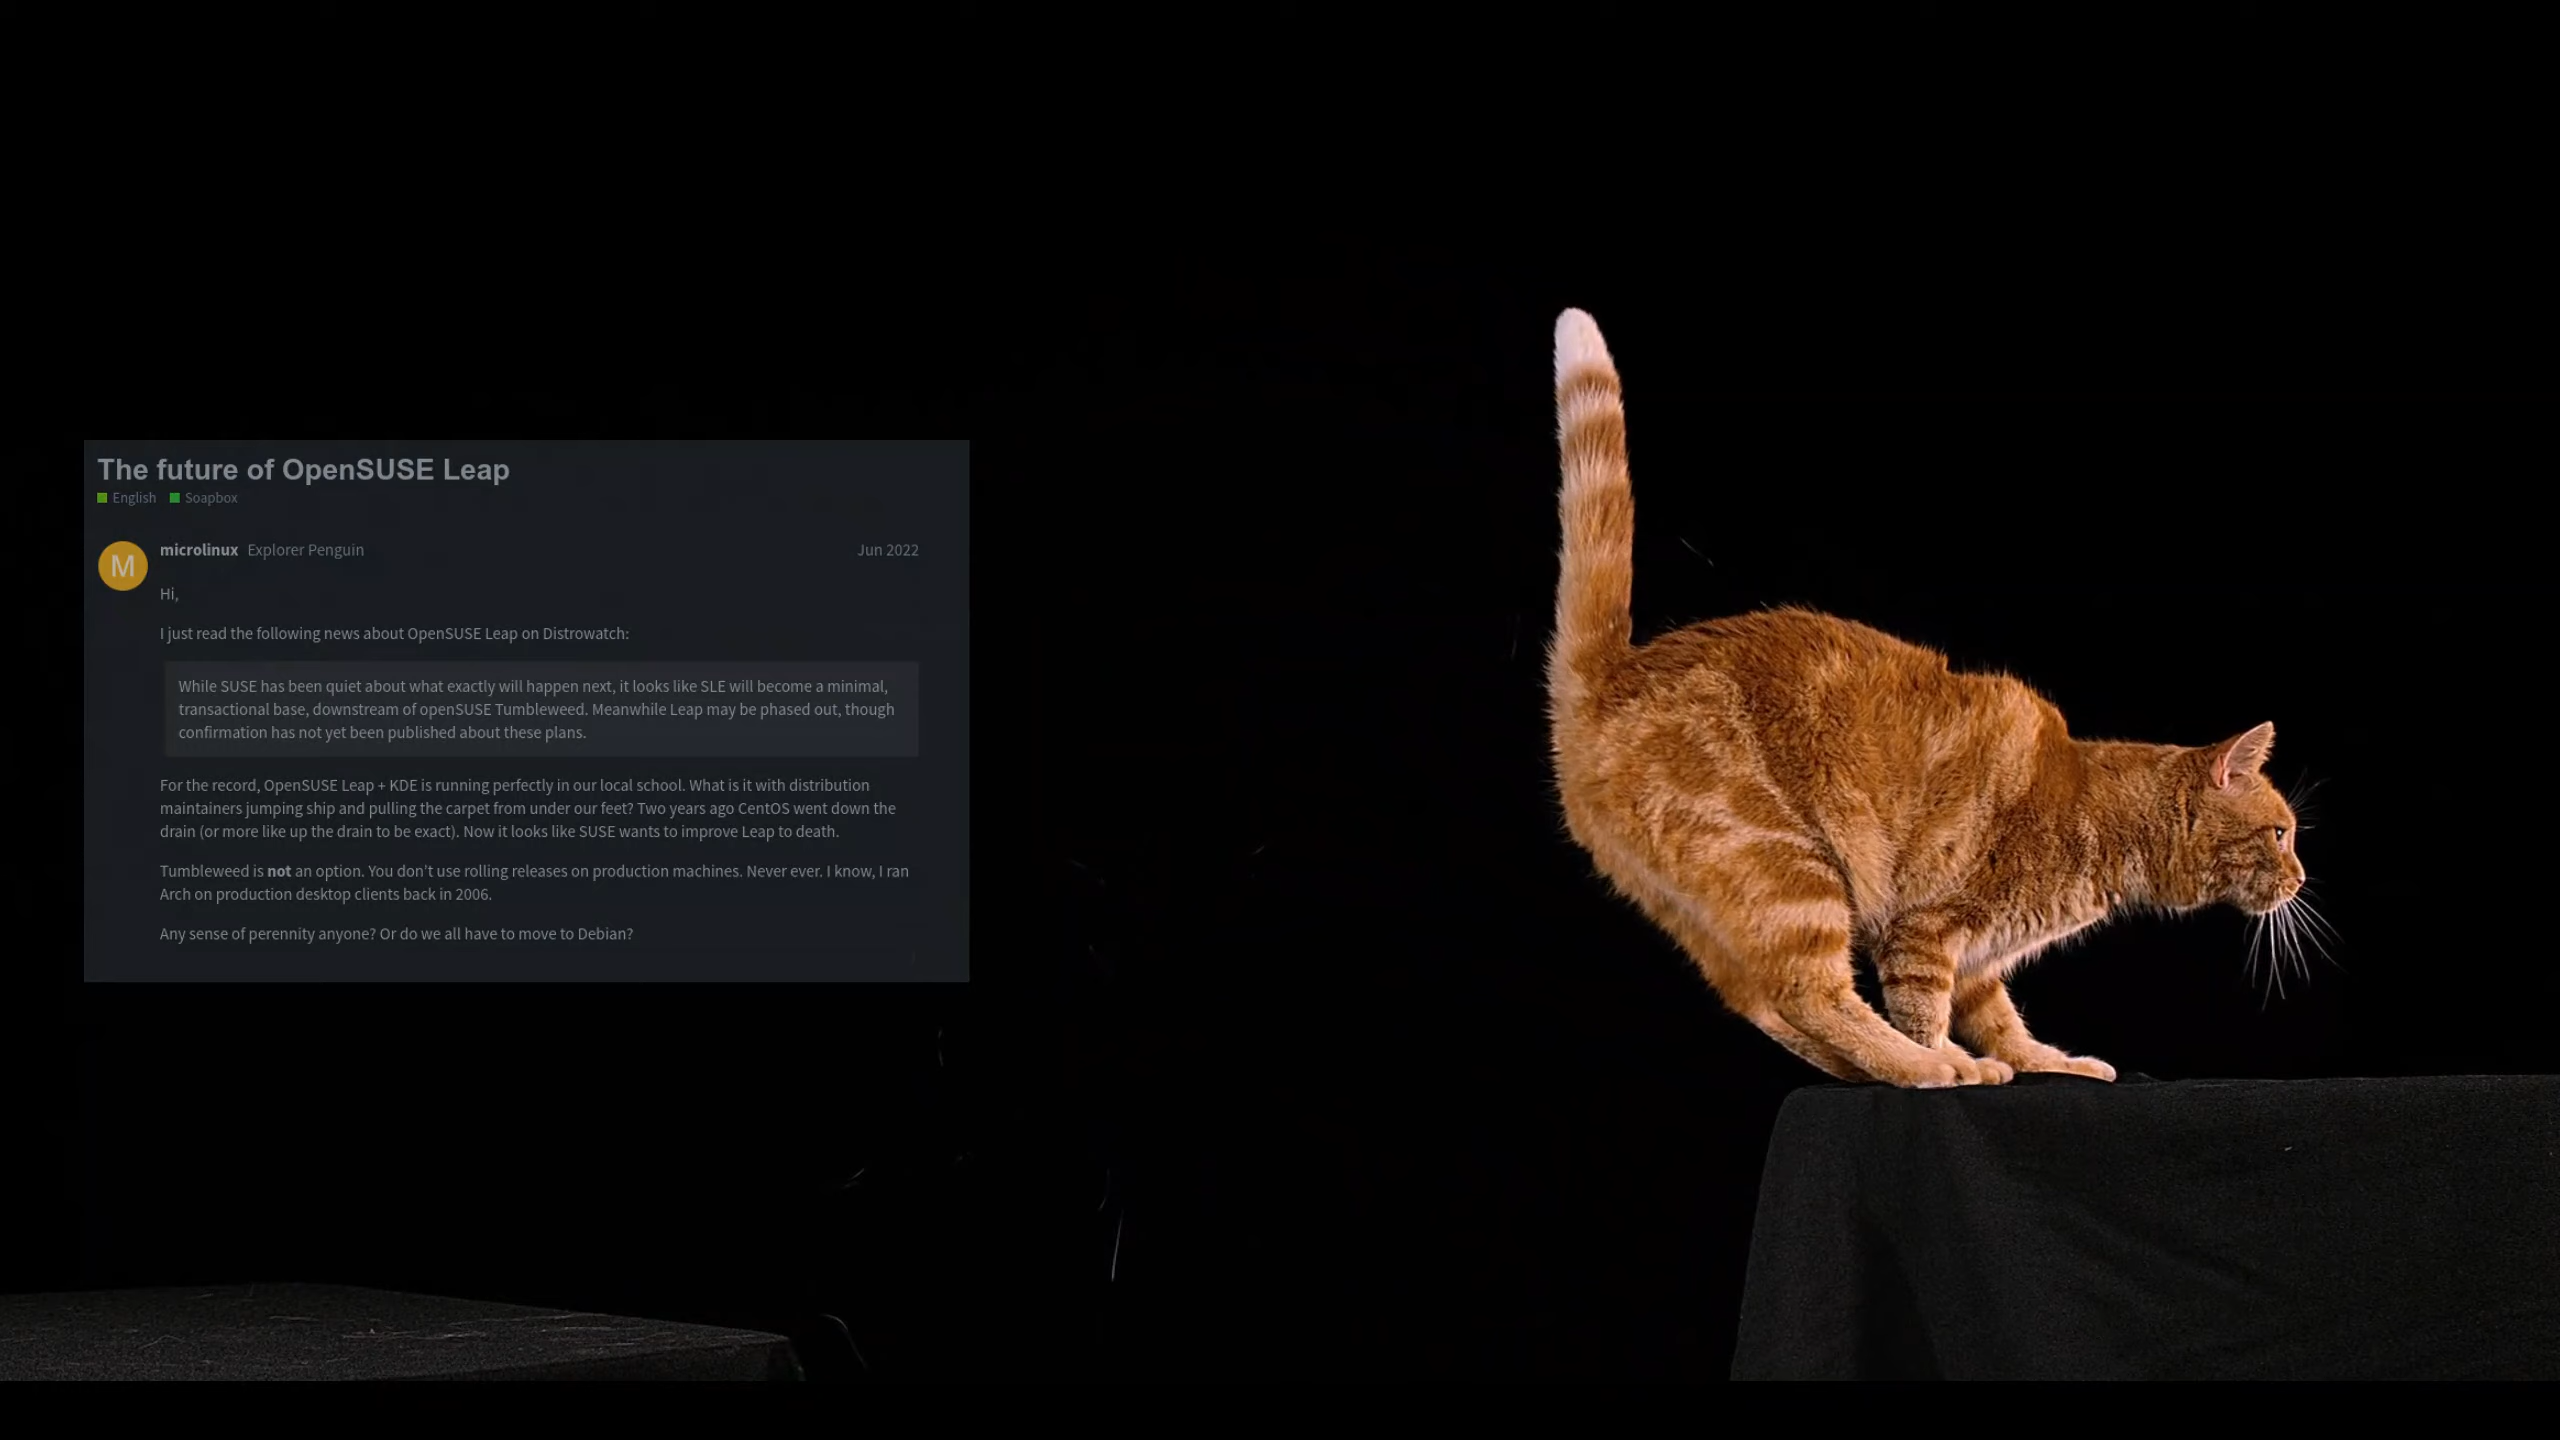 The future of OpenSUSE Leap
English Soapbox
M
microlinux Explorer Penguin Jun 2022
Hi,
I just read the following news about OpenSUSE Leap on Distrowatch:
While SUSE has been quiet about what exactly will happen next, it looks like SLE will become a minimal,
transactional base, downstream of openSUSE Tumbleweed. Meanwhile Leap may be phased out, though
confirmation has not yet been published about these plans.
For the record, OpenSUSE Leap + KDE is running perfectly in our local school. What is it with distribution
maintainers jumping ship and pulling the carpet from under our feet? Two years ago CentOS went down the
drain (or more like up the drain to be exact). Now it looks like SUSE wants to improve Leap to death.
Tumbleweed is not an option. You don't use rolling releases on production machines. Never ever. I know, I ran
Arch on production desktop clients back in 2006.
Any sense of perennity anyone? Or do we all have to move to Debian?